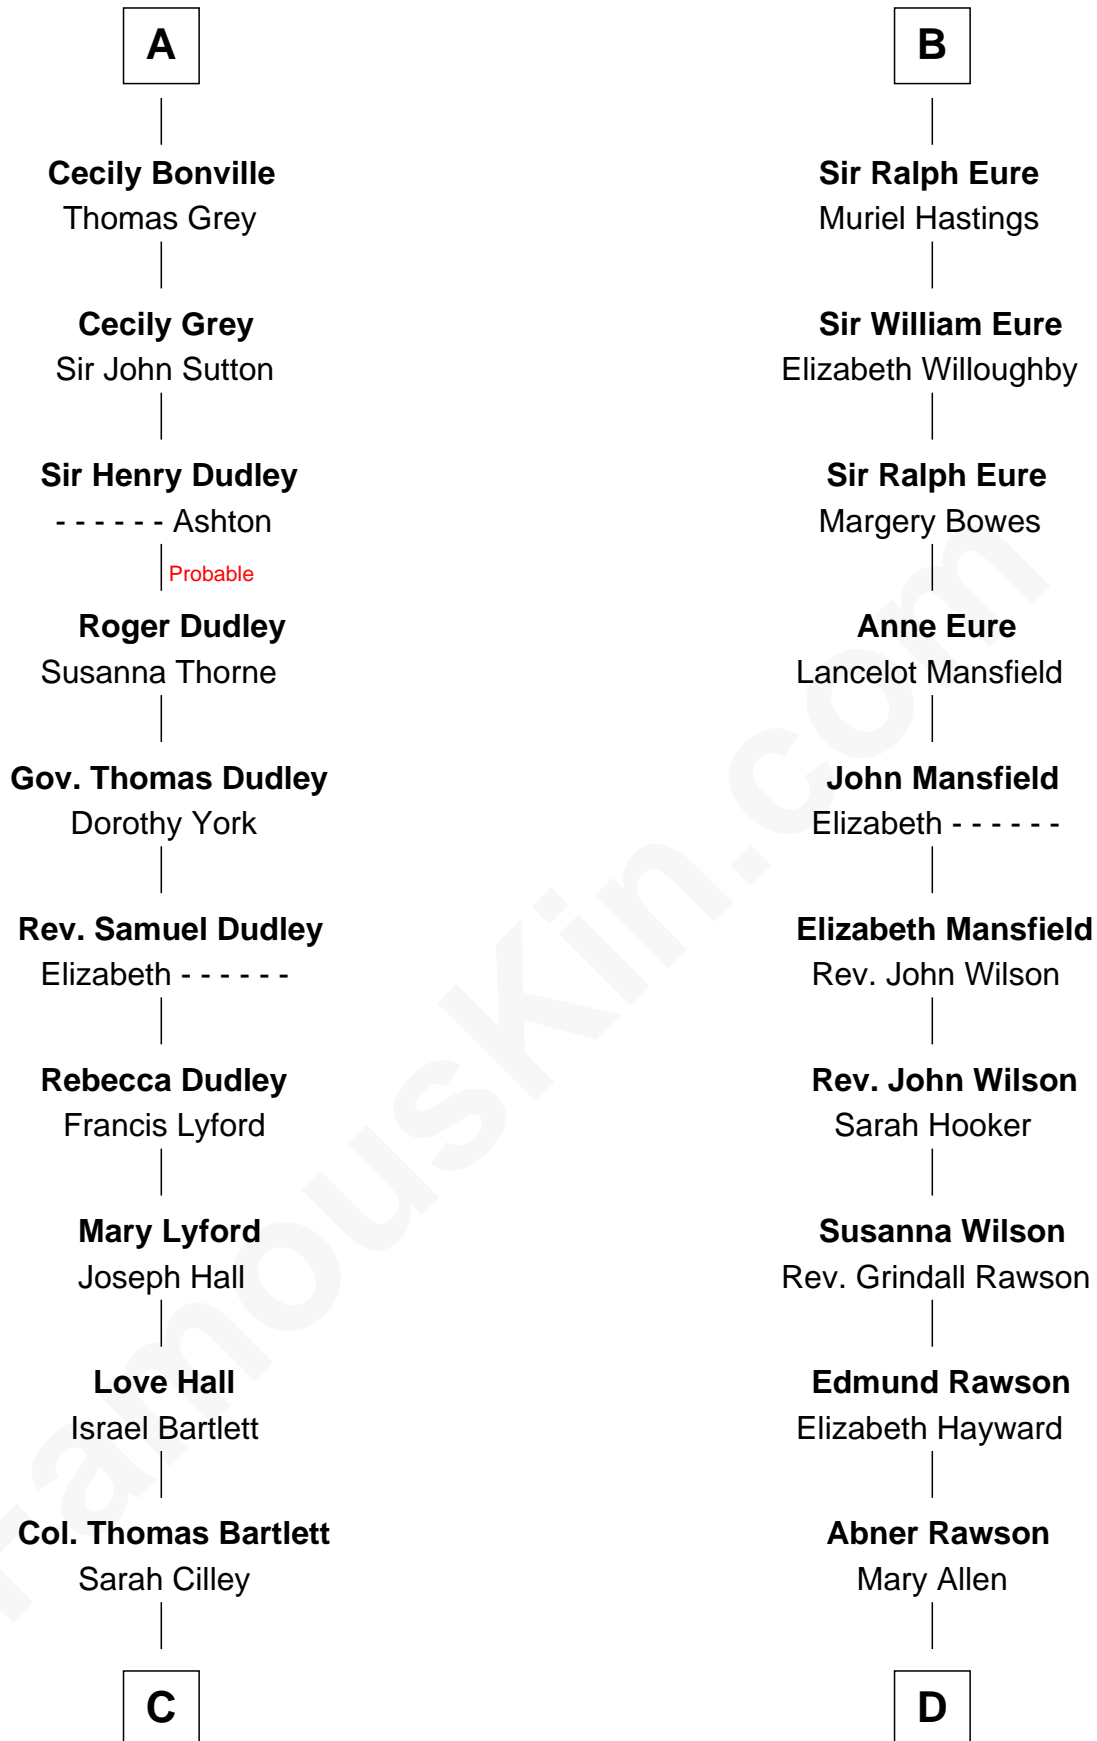 A
Cecily Bonville
Thomas Grey
Cecily Grey
Sir John Sutton
Sir Henry Dudley
- - - - - - Ashton
Probable
Roger Dudley
Susanna Thorne
Gov. Thomas Dudley
Dorothy York
Rev. Samuel Dudley
Elizabeth - - - - - -
Rebecca Dudley
Francis Lyford
Mary Lyford
Joseph Hall
Love Hall
Israel Bartlett
Col. Thomas Bartlett
Sarah Cilley
C
B
Sir Ralph Eure
Muriel Hastings
Sir William Eure
Elizabeth Willoughby
Sir Ralph Eure
Margery Bowes
Anne Eure
Lancelot Mansfield
John Mansfield
Elizabeth - - - - - -
Elizabeth Mansfield
Rev. John Wilson
Rev. John Wilson
Sarah Hooker
Susanna Wilson
Rev. Grindall Rawson
Edmund Rawson
Elizabeth Hayward
Abner Rawson
Mary Allen
D
FamousKin.com